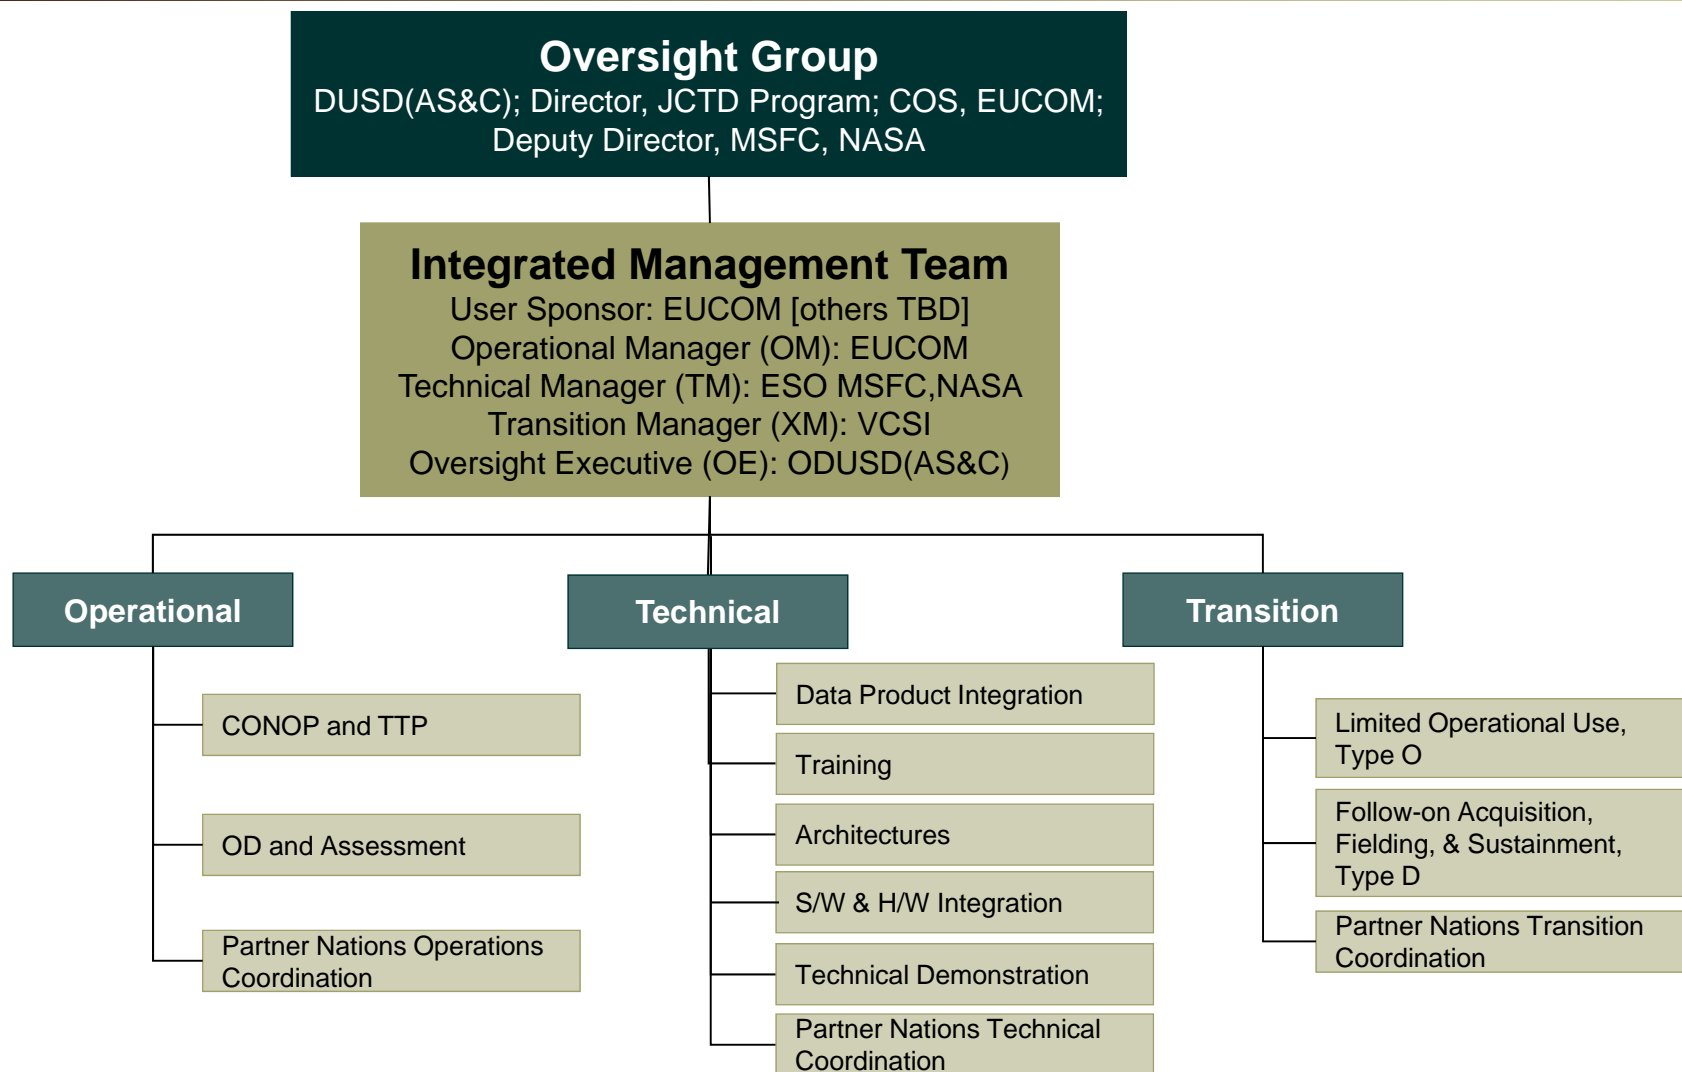 Oversight Group
DUSD(AS&C); Director, JCTD Program; COS, EUCOM;
Deputy Director, MSFC, NASA
Integrated Management Team
User Sponsor: EUCOM [others TBD]
Operational Manager (OM): EUCOM
Technical Manager (TM): ESO MSFC,NASA
Transition Manager (XM): VCSI
Oversight Executive (OE): ODUSD(AS&C)
Operational
CONOP and TTP
OD and Assessment
Partner Nations Operations
Coordination
Technical
Data Product Integration
Training
Architectures
S/W & H/W Integration
Technical Demonstration
Partner Nations Technical
Coordination
Transition
Limited Operational Use,
Type O
Follow-on Acquisition,
Fielding, & Sustainment,
Type D
Partner Nations Transition
Coordination